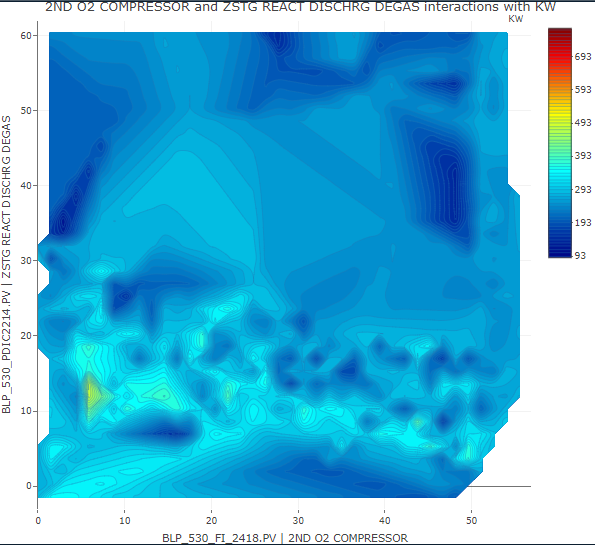 2ND O2 COMPRESSOR and ZSTG REACT DISCHRG DEGAS interactions with KW
KW
693
593
493
393
293
193
93
60
50
40
30
20
10
0
BLP_530_PDIC2214.PV | ZSTG REACT DISCHRG DEGAS
0 10 20 30 40 50
BLP_530_FI_2418.PV | 2ND O2 COMPRESSOR